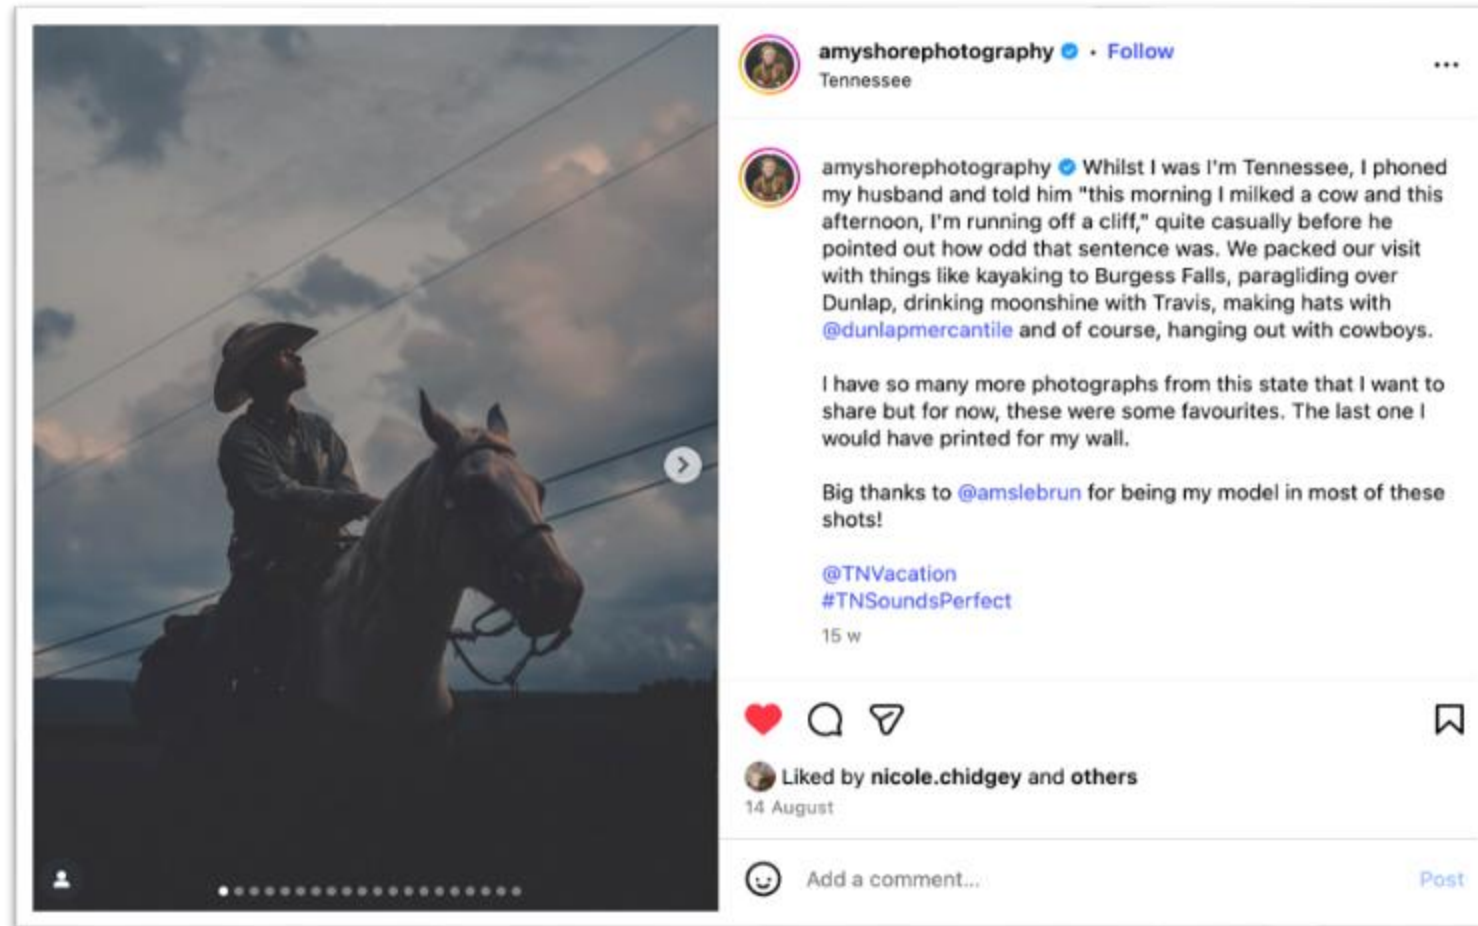 amyshorephotography • Follow
Tennessee
amyshorephotography Whilst I was I'm Tennessee, I phoned
my husband and told him "this morning I milked a cow and this
afternoon, I'm running off a cliff," quite casually before he
pointed out how odd that sentence was. We packed our visit
with things like kayaking to Burgess Falls, paragliding over
Dunlap, drinking moonshine with Travis, making hats with
@dunlapmercantile and of course, hanging out with cowboys.
I have so many more photographs from this state that I want to
share but for now, these were some favourites. The last one I
would have printed for my wall.
Big thanks to @amslebrun for being my model in most of these
shots!
@TNVacation
#TNSoundsPerfect
15 w
Liked by nicole.chidgey and others
14 August
Add a comment...
Post